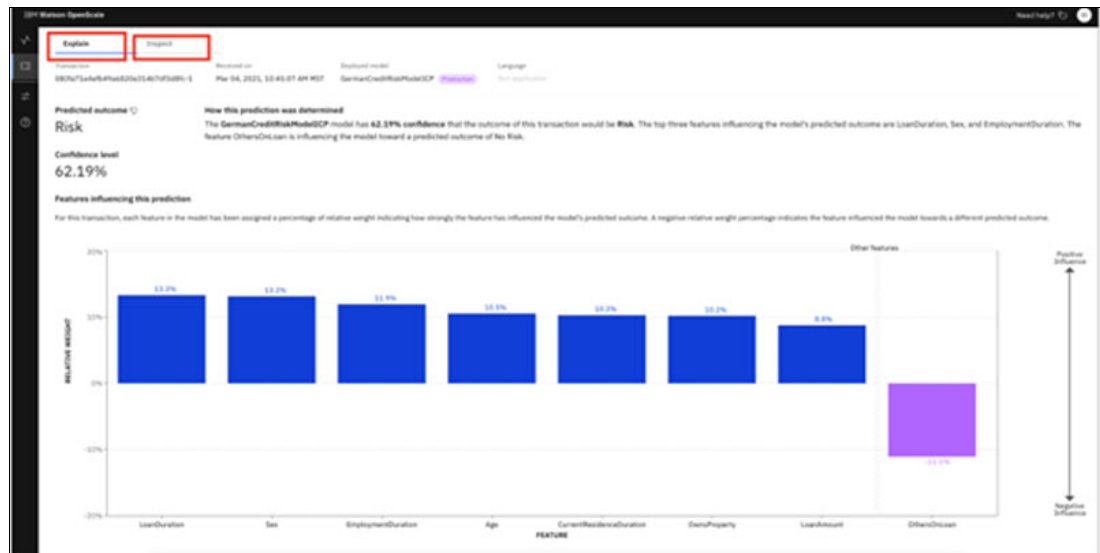 IBM Watson OpenScale
Need help?
Explain
Inspect
Transaction
Received on
Deployed model
Language
Mar 04, 2021, 10:45:07 AM MST
GermanCreditRiskModelICP Production
Not applicable
Predicted outcome
How this prediction was determined
Risk
The GermanCreditRiskModelICP model has 62.19% confidence that the outcome of this transaction would be Risk. The top three features influencing the model's predicted outcome are LoanDuration, Sex, and EmploymentDuration. The
feature OthersOnLoan is influencing the model toward a predicted outcome of No Risk.
Confidence level
62.19%
Features influencing this prediction
For this transaction, each feature in the model has been assigned a percentage of relative weight indicating how strongly the feature has influenced the model's predicted outcome. A negative relative weight percentage indicates the feature influenced the model towards a different predicted outcome.
Other features
Positive
Influence
20%
13.3%
13.2%
11.9%
10.5%
10.2%
8.8%
10%
RELATIVE WEIGHT
0%
-10%
-20%
Negative
Influence
LoanDuration
Sex
EmploymentDuration
Age
CurrentResidenceDuration
OwnsProperty
LoanAmount
OthersOnLoan
FEATURE